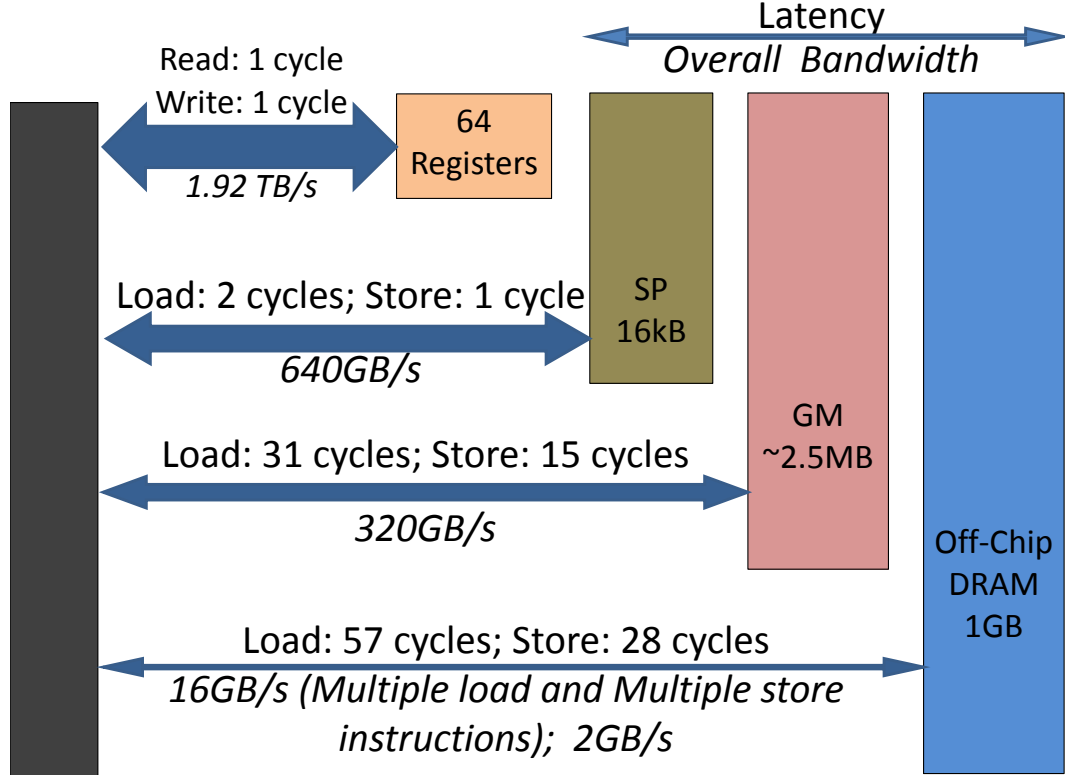 Latency
Overall Bandwidth
Read: 1 cycle
Write: 1 cycle
1.92 TB/s
64
Registers
Load: 2 cycles; Store: 1 cycle
640GB/s
SP
16kB
Load: 31 cycles; Store: 15 cycles
320GB/s
GM
~2.5MB
Load: 57 cycles; Store: 28 cycles
16GB/s (Multiple load and Multiple store
instructions); 2GB/s
Off-Chip
DRAM
1GB